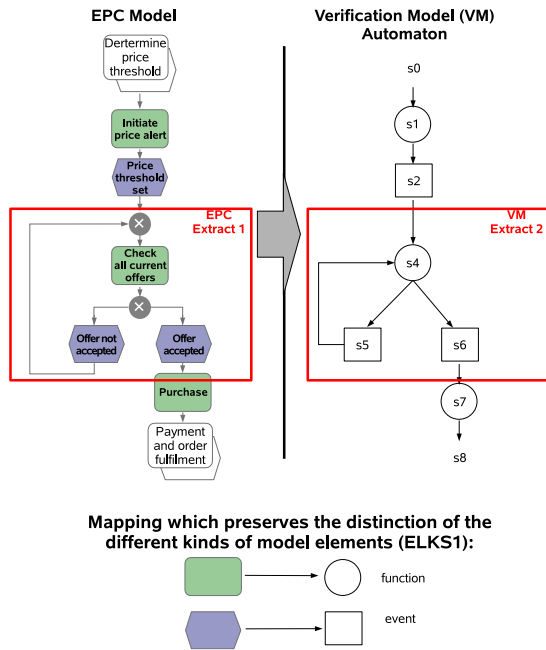 EPC Model
Dertermine
price
threshold
Initiate
price alert
Price
threshold
set
EPC
Extract 1
Check
all current
offers
Offer not
accepted
Offer
accepted
Purchase
Payment
and order
fulfilment
Verification Model (VM)
Automaton
s0
s1
s2
VM
Extract 2
s4
s5
s6
s7
s8
Mapping which preserves the distinction of the
different kinds of model elements (ELKS1):
function
event